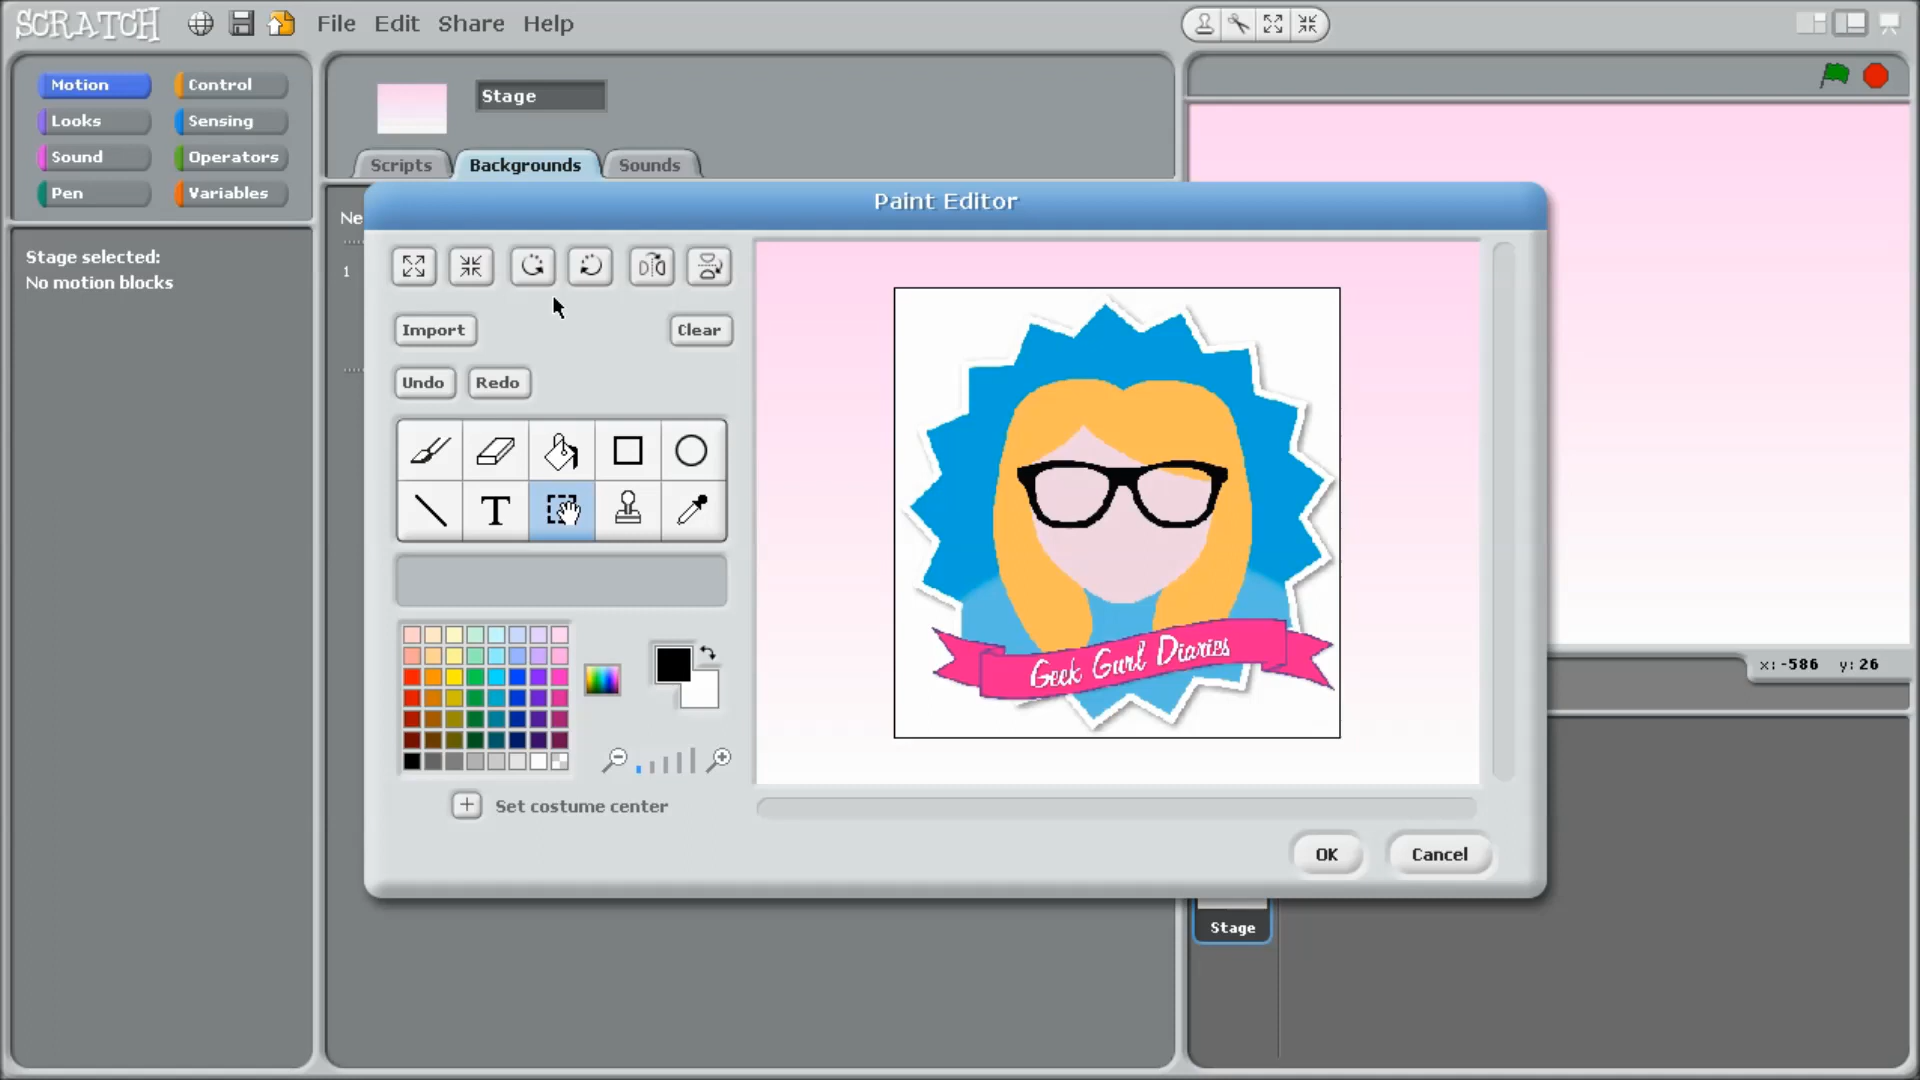 SCRATCH
File Edit Share Help
Motion Control
Looks Sensing
Sound Operators
Pen Variables
Stage selected:
No motion blocks
Stage
Scripts Backgrounds Sounds
Ne
1
Paint Editor
Import Clear
Undo Redo
T
Set costume center
Geek Gurl Diaries
OK Cancel
x: -586 y: 26
Stage